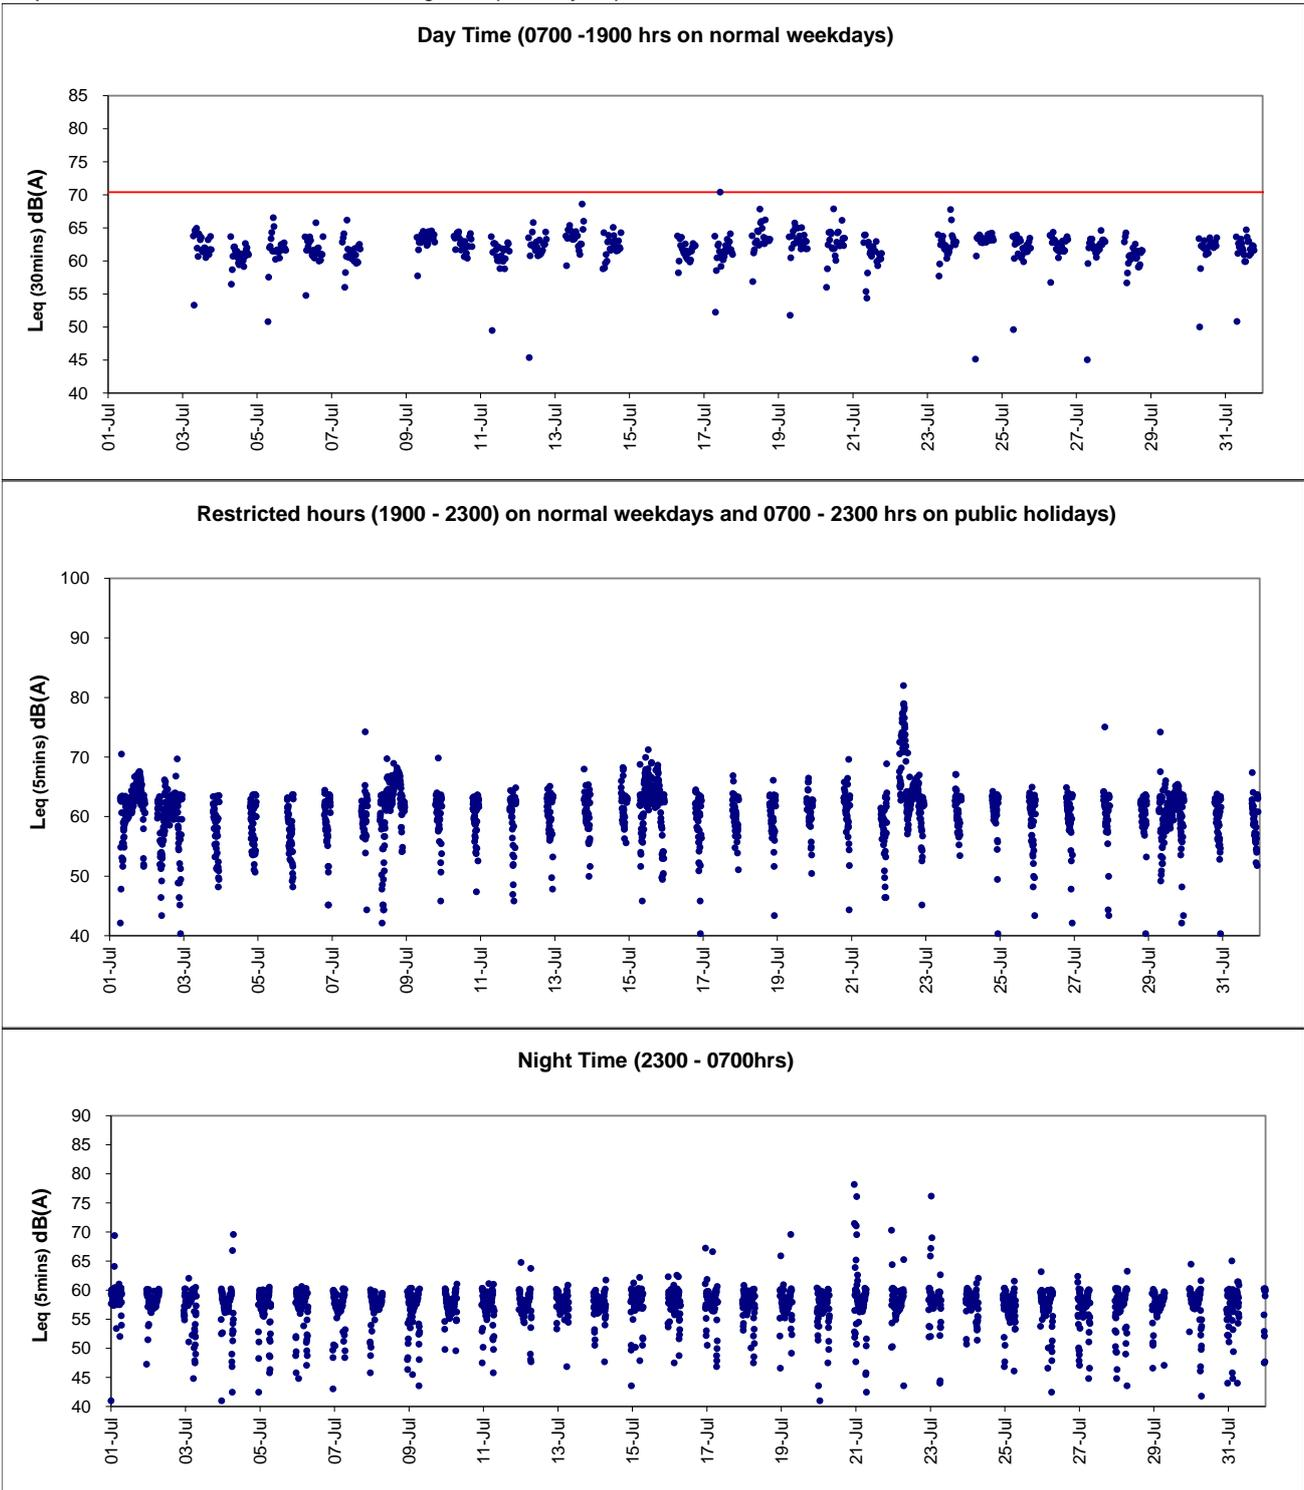 Day Time (0700 -1900 hrs on normal weekdays)
85
80
75
70
65
60
55
50
45
40
Leq (30mins) dB(A)
01-Jul
03-Jul
05-Jul
07-Jul
09-Jul
11-Jul
13-Jul
15-Jul
17-Jul
19-Jul
21-Jul
23-Jul
25-Jul
27-Jul
29-Jul
31-Jul
Restricted hours (1900 - 2300) on normal weekdays and 0700 - 2300 hrs on public holidays)
100
90
80
70
60
50
40
Leq (5mins) dB(A)
01-Jul
03-Jul
05-Jul
07-Jul
09-Jul
11-Jul
13-Jul
15-Jul
17-Jul
19-Jul
21-Jul
23-Jul
25-Jul
27-Jul
29-Jul
31-Jul
Night Time (2300 - 0700hrs)
90
85
80
75
70
65
60
55
50
45
40
Leq (5mins) dB(A)
01-Jul
03-Jul
05-Jul
07-Jul
09-Jul
11-Jul
13-Jul
15-Jul
17-Jul
19-Jul
21-Jul
23-Jul
25-Jul
27-Jul
29-Jul
31-Jul